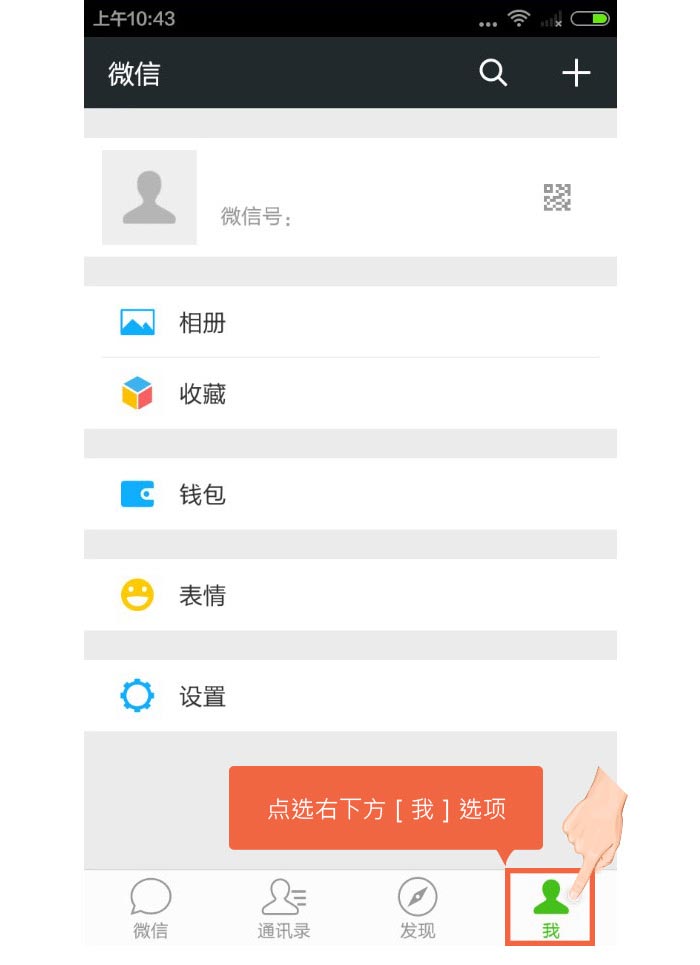 上午10:43
微信
微信号：
相册
收藏
钱包
表情
设置
点选右下方 [ 我 ] 选项
微信
通讯录
发现
我